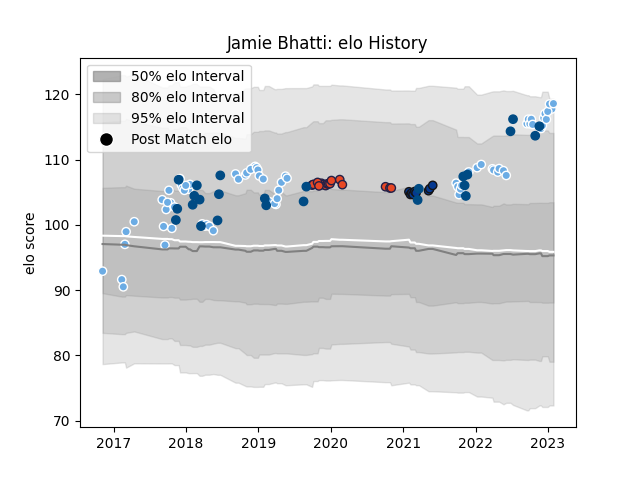 Jamie Bhatti: elo History
50% elo Interval
80% elo Interval
95% elo Interval
Post Match elo
elo score
120
110
100
90
80
70
2017 2018 2019 2020 2021 2022 2023